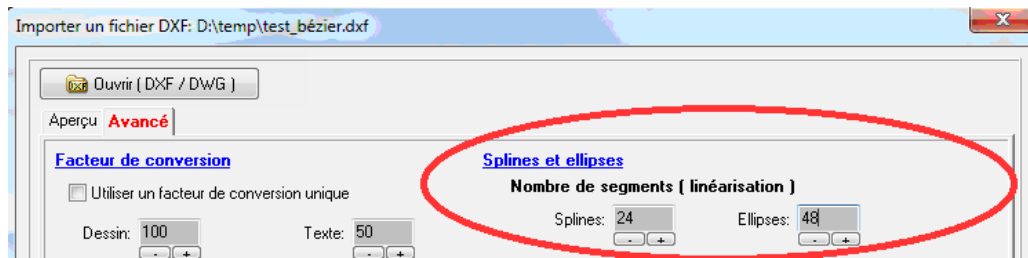 Importer un fichier DXF: D:\temp\test_bézier.dxf
Ouvrir ( DXF / DWG )
Aperçu Avancé
Facteur de conversion
Utiliser un facteur de conversion unique
Dessin: 100 Texte: 50
- + - +
Splines et ellipses
Nombre de segments ( linéarisation )
Splines: 24 Ellipses: 48
- + - +